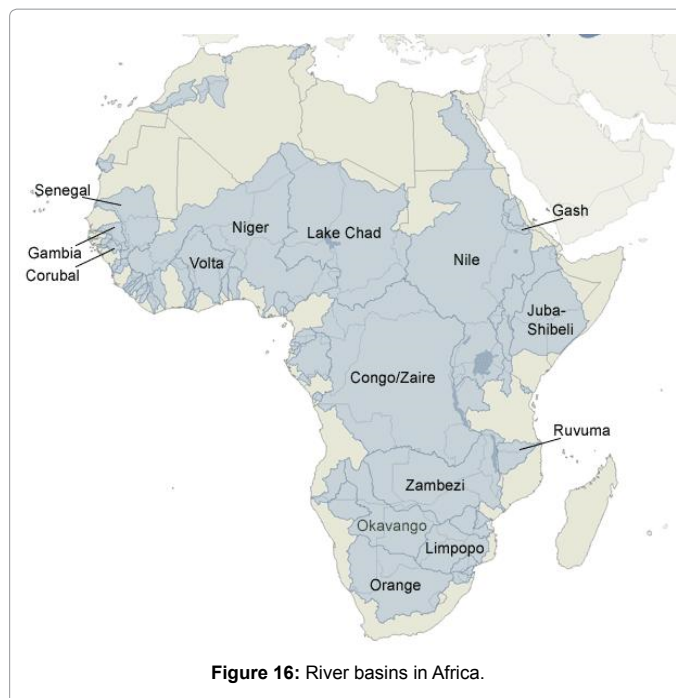 Senegal
Gash
Niger
Lake Chad
Gambia
Corubal
Volta
Nile
Juba-
Shibeli
Congo/Zaire
Ruvuma
Zambezi
Okavango
Limpopo
Orange
Figure 16: River basins in Africa.